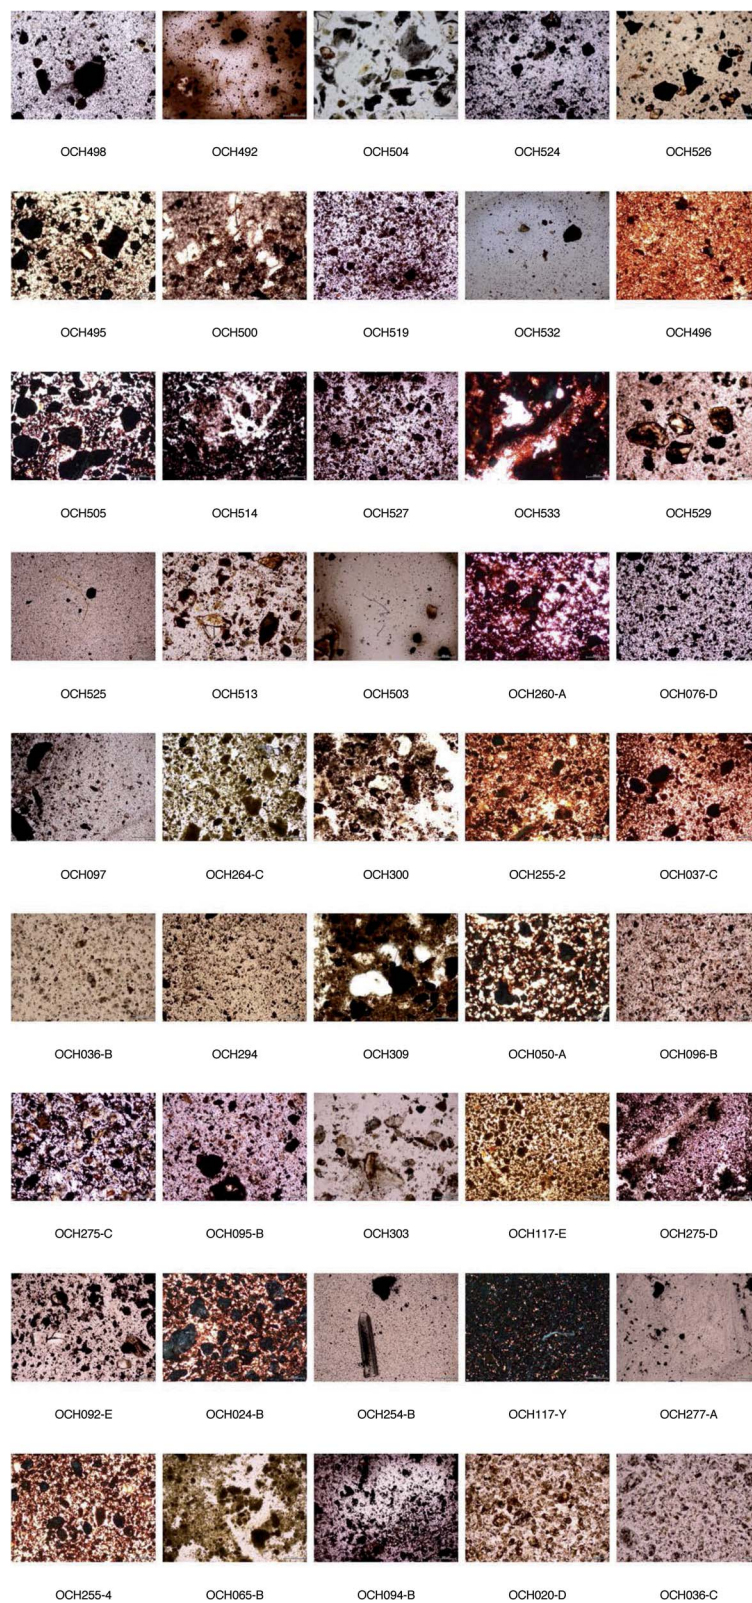 OCH498 OCH492 OCH504 OCH524 OCH526
OCH495 OCH500 OCH519 OCH532 OCH496
OCH505 OCH514 OCH527 OCH533 OCH529
OCH525 OCH513 OCH503 OCH260-A OCH076-D
OCH097 OCH264-C OCH300 OCH255-2 OCH037-C
OCH036-B OCH294 OCH309 OCH050-A OCH096-B
OCH275-C OCH095-B OCH303 OCH117-E OCH275-D
OCH092-E OCH024-B OCH254-B OCH117-Y OCH277-A
OCH255-4 OCH065-B OCH094-B OCH020-D OCH036-C